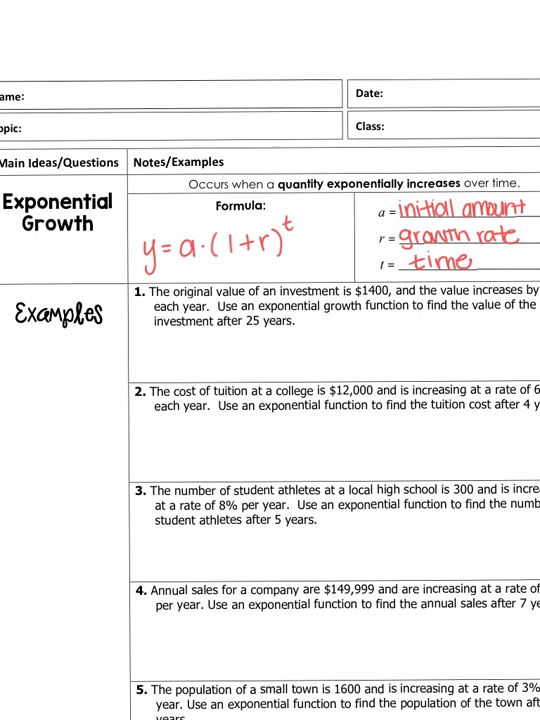 ame:
Date:
opic:
Class:
Main Ideas/Questions
Notes/Examples
Exponential
Growth
Occurs when a quantity exponentially increases over time.
Formula:
y = a · (1 + r)^t
a = initial amount
r = growth rate
t = time
Examples
1. The original value of an investment is $1400, and the value increases by
each year. Use an exponential growth function to find the value of the
investment after 25 years.
2. The cost of tuition at a college is $12,000 and is increasing at a rate of 6
each year. Use an exponential function to find the tuition cost after 4 y
3. The number of student athletes at a local high school is 300 and is incre
at a rate of 8% per year. Use an exponential function to find the numb
student athletes after 5 years.
4. Annual sales for a company are $149,999 and are increasing at a rate of
per year. Use an exponential function to find the annual sales after 7 ye
5. The population of a small town is 1600 and is increasing at a rate of 3%
year. Use an exponential function to find the population of the town aft
years.